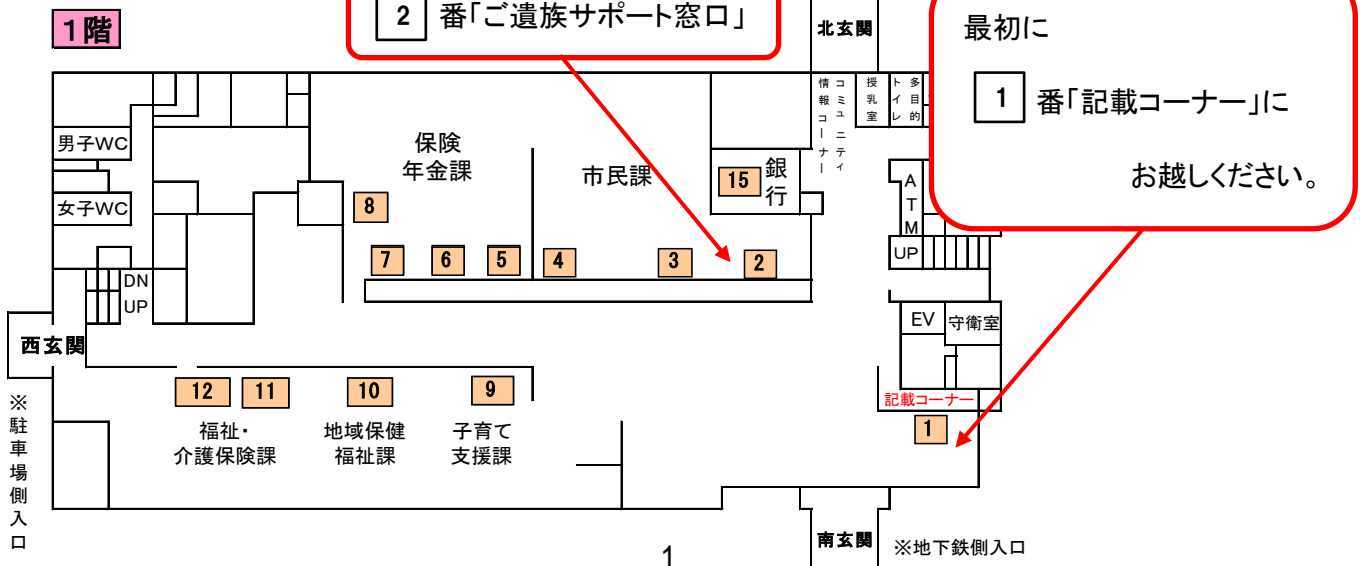 1階
2 番「ご遺族サポート窓口」
北玄関
最初に
1 番「記載コーナー」に
お越しください。
男子WC
女子WC
DN
UP
西玄関
※駐車場側入口
保険
年金課
市民課
15
銀行
コミュニティ
情報コーナー
授乳室
多目的
トイレ
ATM
UP
8
7
6
5
4
3
2
EV
守衛室
記載コーナー
1
12
11
10
9
福祉・
介護保険課
地域保健
福祉課
子育て
支援課
南玄関
※地下鉄側入口
1